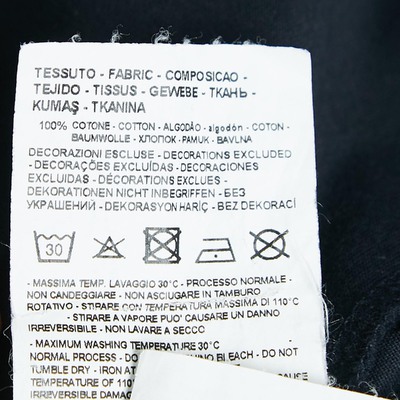 TESSUTO - FABRIC - COMPOSICAO -
TEJIDO - TISSUS - GEWEBE - ТКАНЬ -
KUMAŞ - TKANINA
100% COTONE - COTTON - ALGODÃO - algodón - COTON -
BAUMWOLLE - ХЛОПОК - PAMUK - BAVLNA
DECORAZIONI ESCLUSE - DECORATIONS EXCLUDED
- DECORAÇÕES EXCLUÍDAS - DECORACIONES
EXCLUIDAS - DÉCORATIONS EXCLUES -
DEKORATIONEN NICHT INBEGRIFFEN - БЕЗ
УКРАШЕНИЙ - DEKORASYON HARİÇ - BEZ DEKORACÍ
30
- MASSIMA TEMP. LAVAGGIO 30°C - PROCESSO NORMALE -
NON CANDEGGIARE - NON ASCIUGARE IN TAMBURO
ROTATIVO - STIRARE CON TEMPERATURA MASSIMA DI 110°C
- STIRARE A VAPORE PUO' CAUSARE UN DANNO
IRREVERSIBILE - NON LAVARE A SECCO
- MAXIMUM WASHING TEMPERATURE 30°C
NORMAL PROCESS - DO BLEACH - DO NOT
TUMBLE DRY - IRON AT
TEMPERATURE OF 110° CAUSE
IRREVERSIBLE DAMAG